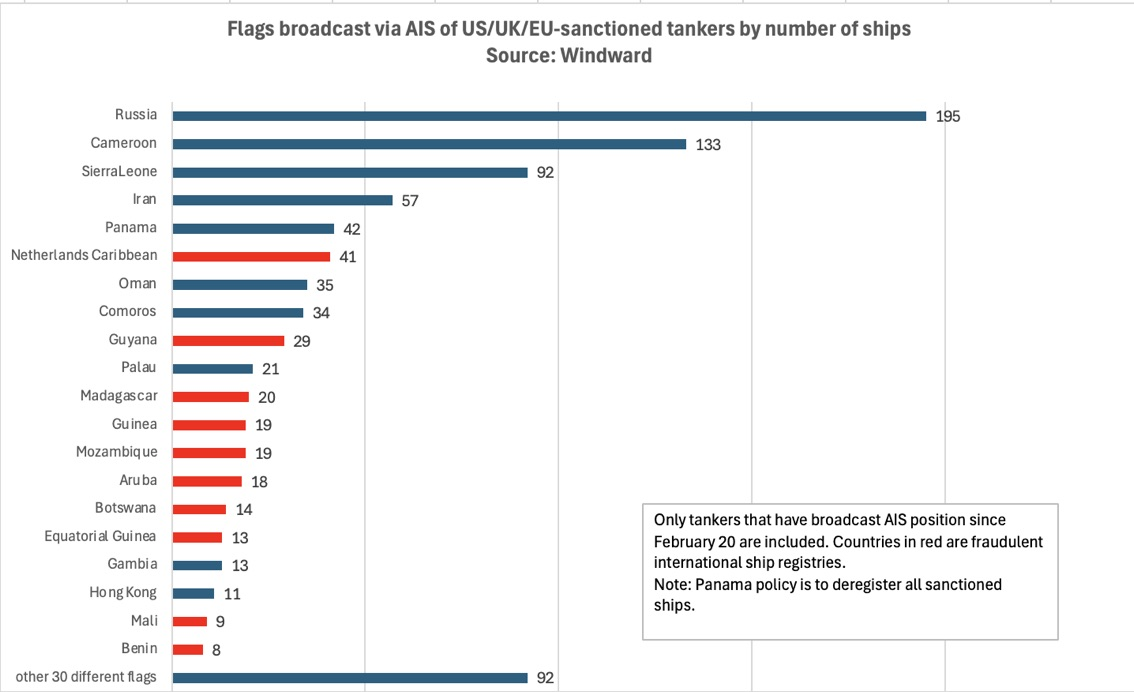 Flags broadcast via AIS of US/UK/EU-sanctioned tankers by number of ships
Source: Windward
Russia 195
Cameroon 133
SierraLeone 92
Iran 57
Panama 42
Netherlands Caribbean 41
Oman 35
Comoros 34
Guyana 29
Palau 21
Madagascar 20
Guinea 19
Mozambique 19
Aruba 18
Botswana 14
Equatorial Guinea 13
Gambia 13
Hong Kong 11
Mali 9
Benin 8
other 30 different flags 92
Only tankers that have broadcast AIS position since
February 20 are included. Countries in red are fraudulent
international ship registries.
Note: Panama policy is to deregister all sanctioned
ships.